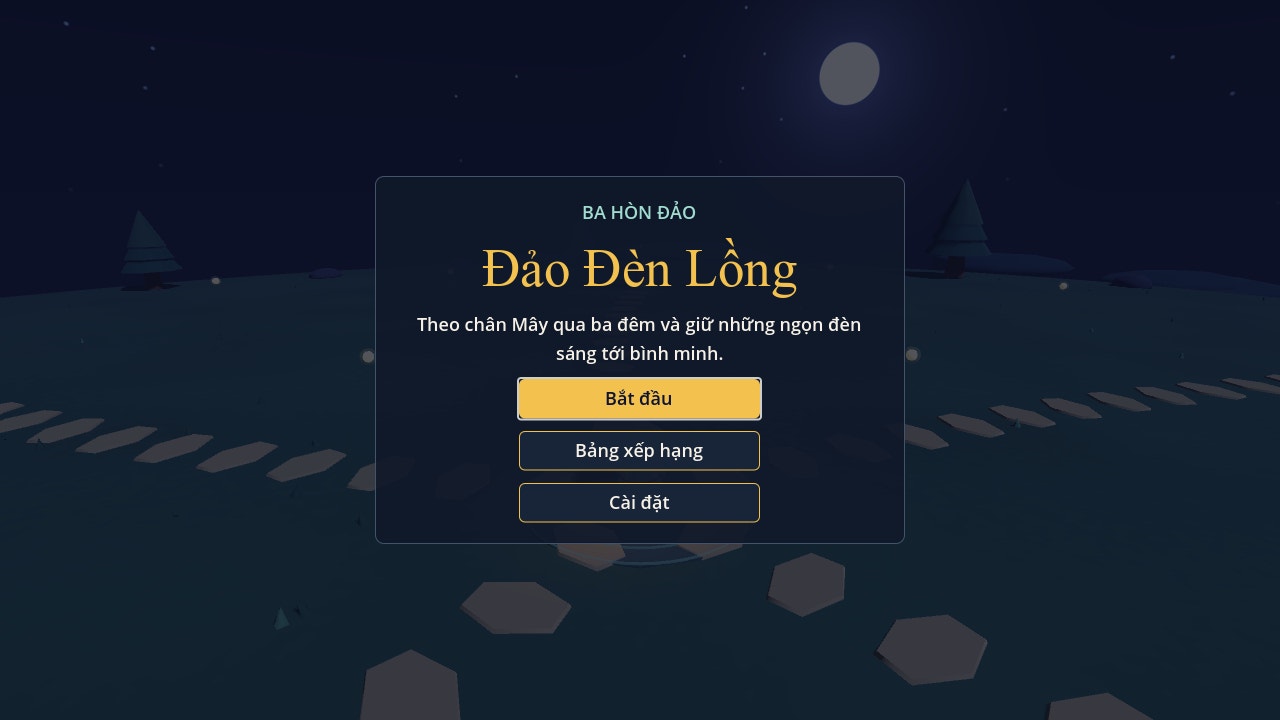 BA HÒN ĐẢO
Đảo Đèn Lồng
Theo chân Mây qua ba đêm và giữ những ngọn đèn
sáng tới bình minh.
Bắt đầu
Bảng xếp hạng
Cài đặt